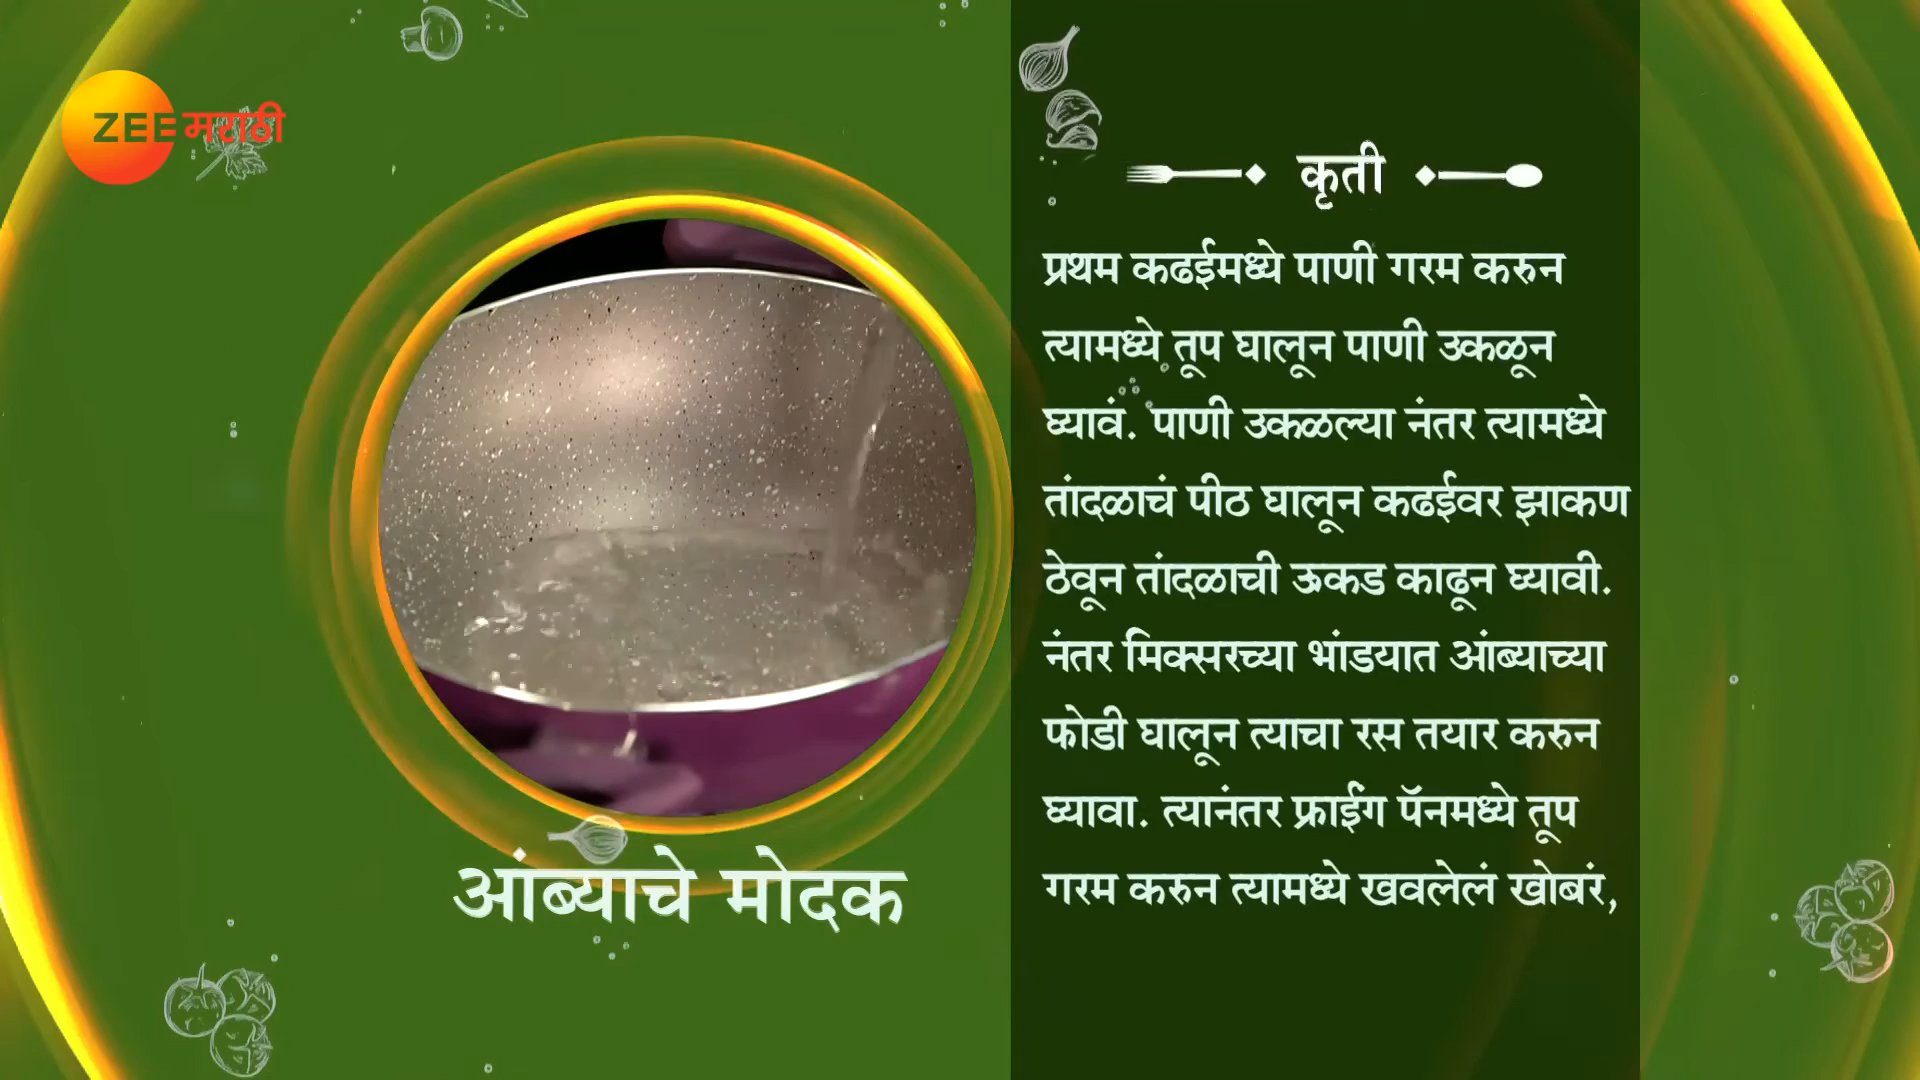 ZEE मराठी
आंब्याचे मोदक
कृती
प्रथम कढईमध्ये पाणी गरम करुन
त्यामध्ये तूप घालून पाणी उकळून
घ्यावं. पाणी उकळल्या नंतर त्यामध्ये
तांदळाचं पीठ घालून कढईवर झाकण
ठेवून तांदळाची ऊकड काढून घ्यावी.
नंतर मिक्सरच्या भांडयात आंब्याच्या
फोडी घालून त्याचा रस तयार करुन
घ्यावा. त्यानंतर फ्राईंग पॅनमध्ये तूप
गरम करुन त्यामध्ये खवलेलं खोबरं,